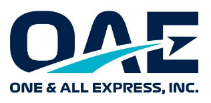 OAE
ONE & ALL EXPRESS, INC.